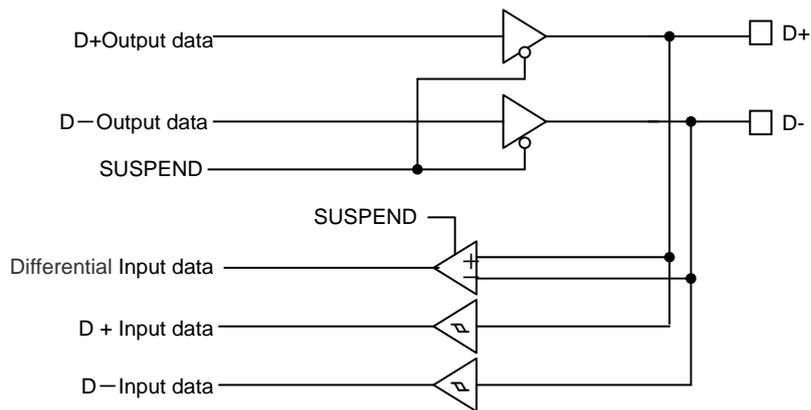 D+Output data
D+
D－Output data
D-
SUSPEND
SUSPEND
Differential Input data
+
－
D + Input data
D－Input data